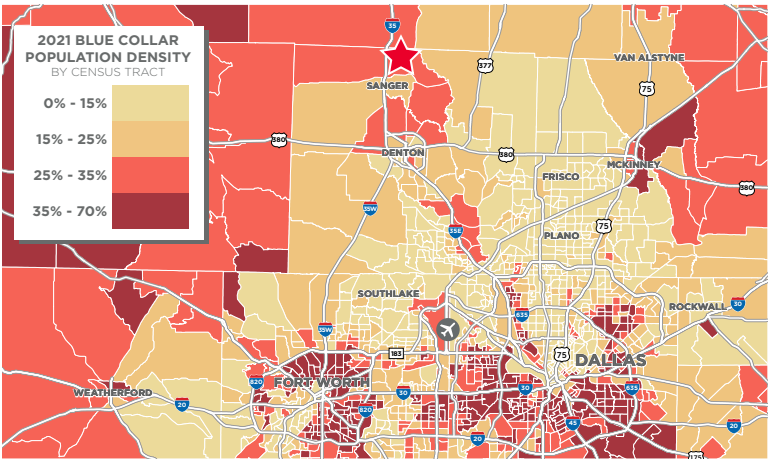 2021 BLUE COLLAR
POPULATION DENSITY
BY CENSUS TRACT
0% - 15%
15% - 25%
25% - 35%
35% - 70%
35
377
VAN ALSTYNE
75
SANGER
380
DENTON
380
MCKINNEY
FRISCO
380
35W
75
35E
PLANO
SOUTHLAKE
ROCKWALL
30
635
35W
183
75
DALLAS
820
FORT WORTH
WEATHERFORD
30
30
635
20
820
45
20
20
175